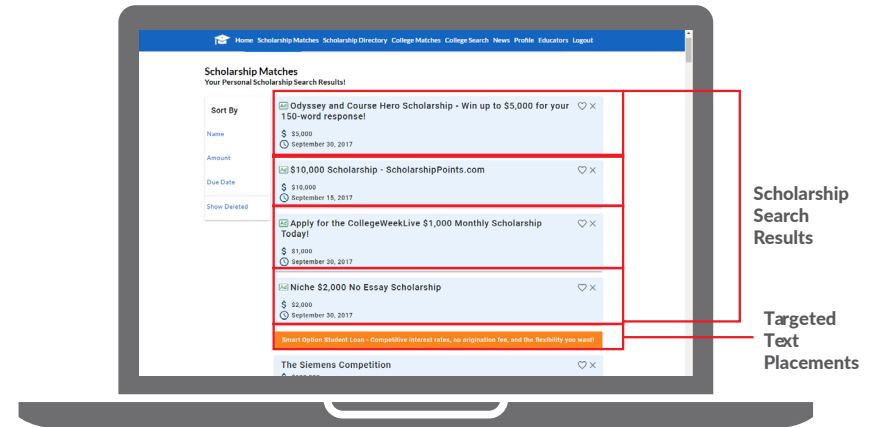 Home Scholarship Matches Scholarship Directory College Matches College Search News Profile Educators Logout
Scholarship Matches
Your Personal Scholarship Search Results!
Sort By
Name
Amount
Due Date
Show Deleted
Ad Odyssey and Course Hero Scholarship - Win up to $5,000 for your
150-word response!
$ $5,000
September 30, 2017
Ad $10,000 Scholarship - ScholarshipPoints.com
$ $10,000
September 15, 2017
Ad Apply for the CollegeWeekLive $1,000 Monthly Scholarship
Today!
$ $1,000
September 30, 2017
Ad Niche $2,000 No Essay Scholarship
$ $2,000
September 30, 2017
Smart Option Student Loan - Competitive interest rates, no origination fee, and the flexibility you want!
The Siemens Competition
Scholarship
Search
Results
Targeted
Text
Placements